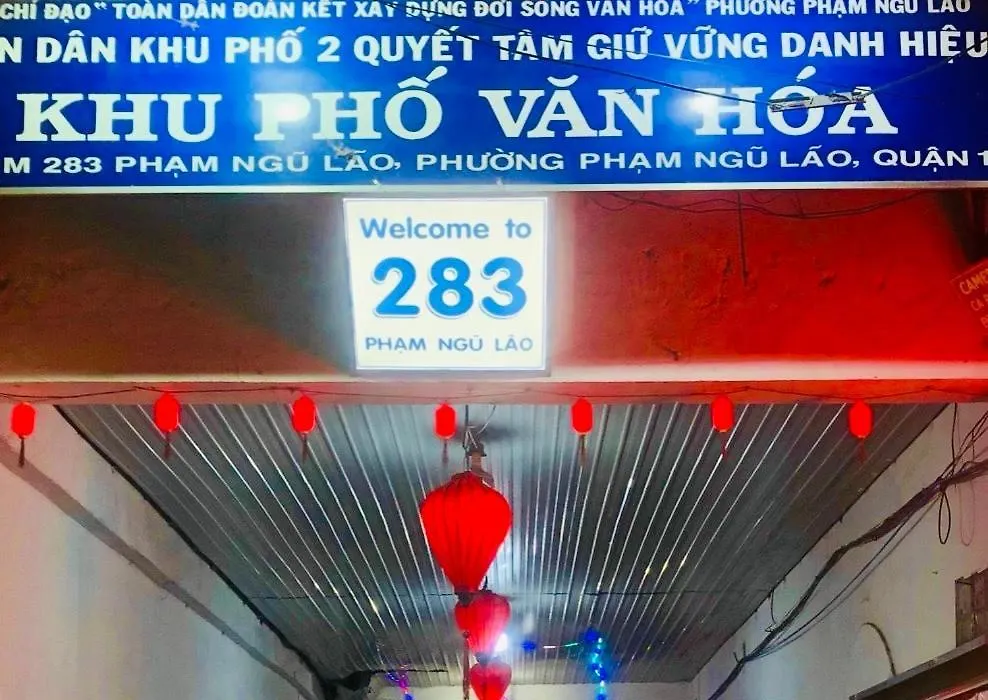 CHỈ ĐẠO "TOÀN DÂN ĐOÀN KẾT XÂY DỰNG ĐỜI SỐNG VĂN HÓA" PHƯỜNG PHẠM NGŨ LÃO
N DÂN KHU PHỐ 2 QUYẾT TÂM GIỮ VỮNG DANH HIỆU
KHU PHỐ VĂN HÓA
M 283 PHẠM NGŨ LÃO, PHƯỜNG PHẠM NGŨ LÃO, QUẬN 1
Welcome to
283
PHẠM NGŨ LÃO